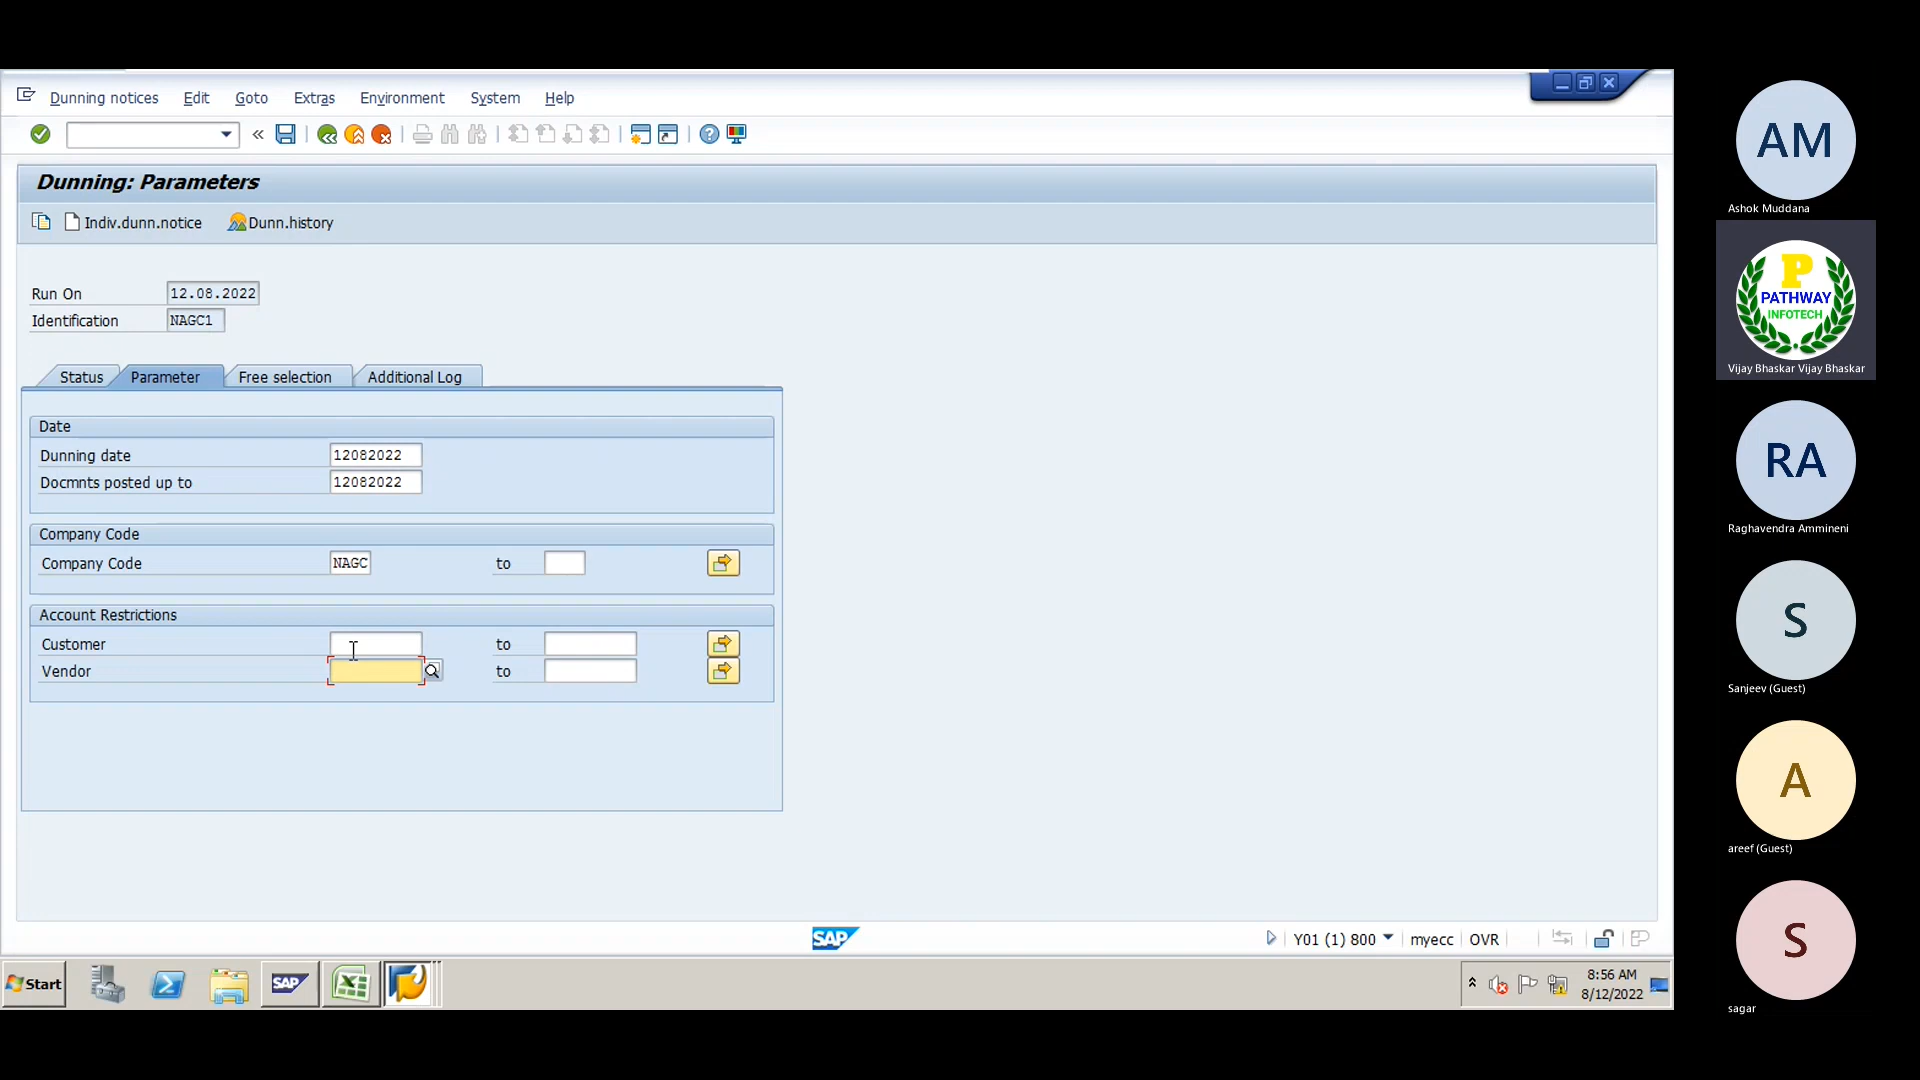 Dunning notices Edit Goto Extras Environment System Help
Dunning: Parameters
Indiv.dunn.notice Dunn.history
Run On 12.08.2022
Identification NAGC1
Status Parameter Free selection Additional Log
Date
Dunning date 12082022
Docmnts posted up to 12082022
Company Code
Company Code NAGC to
Account Restrictions
Customer to
Vendor to
SAP
Y01 (1) 800 myecc OVR
Start SAP
8:56 AM
8/12/2022
AM
Ashok Muddana
P
PATHWAY
INFOTECH
Vijay Bhaskar Vijay Bhaskar
RA
Raghavendra Ammineni
S
Sanjeev (Guest)
A
areef (Guest)
S
sagar